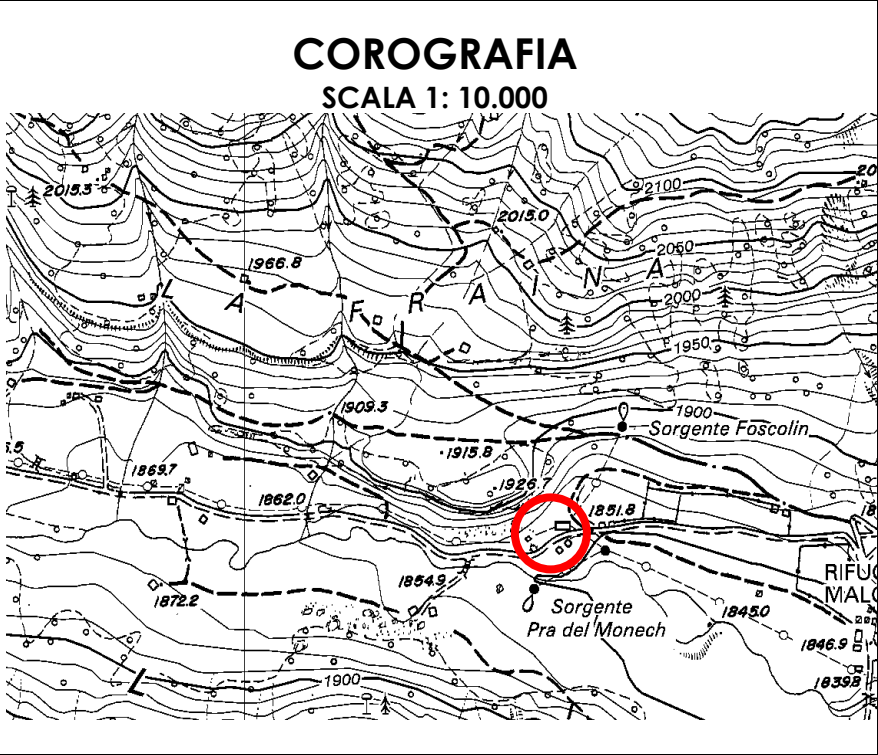 COROGRAFIA
SCALA 1: 10.000
2100
20
2015.3
2015.0
2050
1966.8
L A F R A I N A
2000
1950
1909.3
1900
Sorgente Foscolin
1915.8
1869.7
1926.7
1862.0
1851.8
18
RIFUG
MALG
1854.9
1872.2
Sorgente
Pra del Monech
1845.0
1846.9
1839.8
1900
L